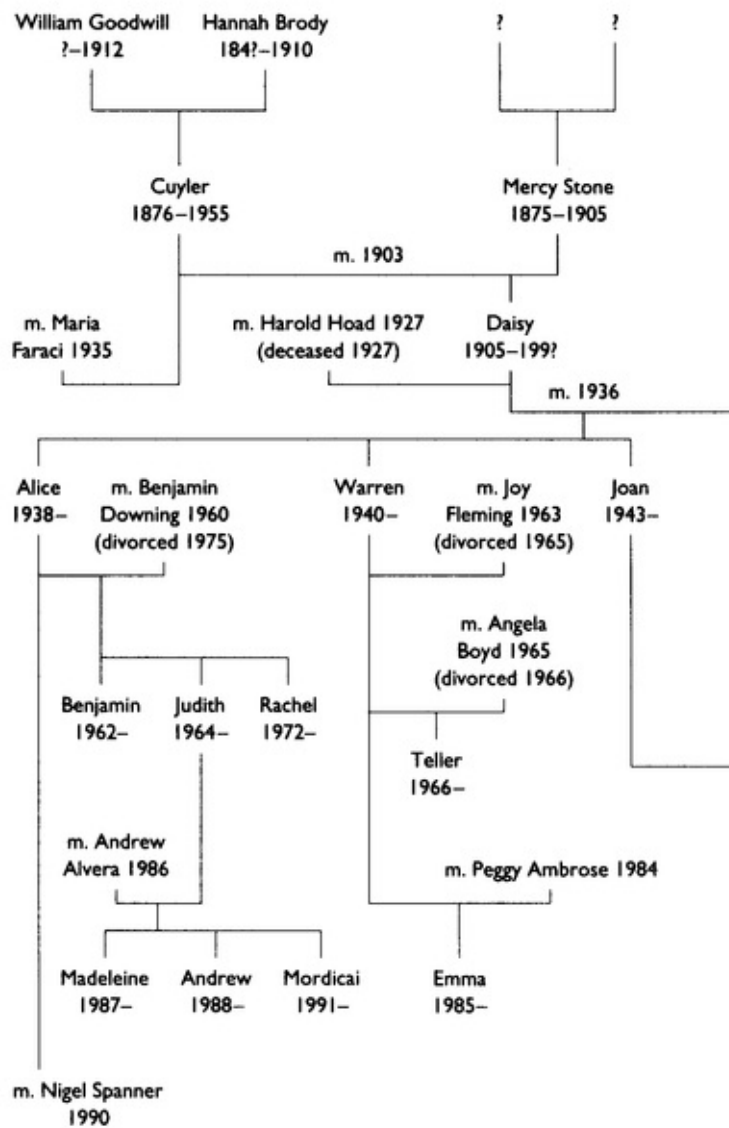 William Goodwill Hannah Brody ? ?
?–1912 184?–1910
Cuyler Mercy Stone
1876–1955 1875–1905
m. 1903
m. Maria m. Harold Hoad 1927 Daisy
Faraci 1935 (deceased 1927) 1905–199?
m. 1936
Alice m. Benjamin Warren m. Joy Joan
1938– Downing 1960 1940– Fleming 1963 1943–
(divorced 1975) (divorced 1965)
m. Angela
Boyd 1965
(divorced 1966)
Benjamin Judith Rachel
1962– 1964– 1972–
Teller
1966–
m. Andrew
Alvera 1986 m. Peggy Ambrose 1984
Madeleine Andrew Mordicai Emma
1987– 1988– 1991– 1985–
m. Nigel Spanner
1990